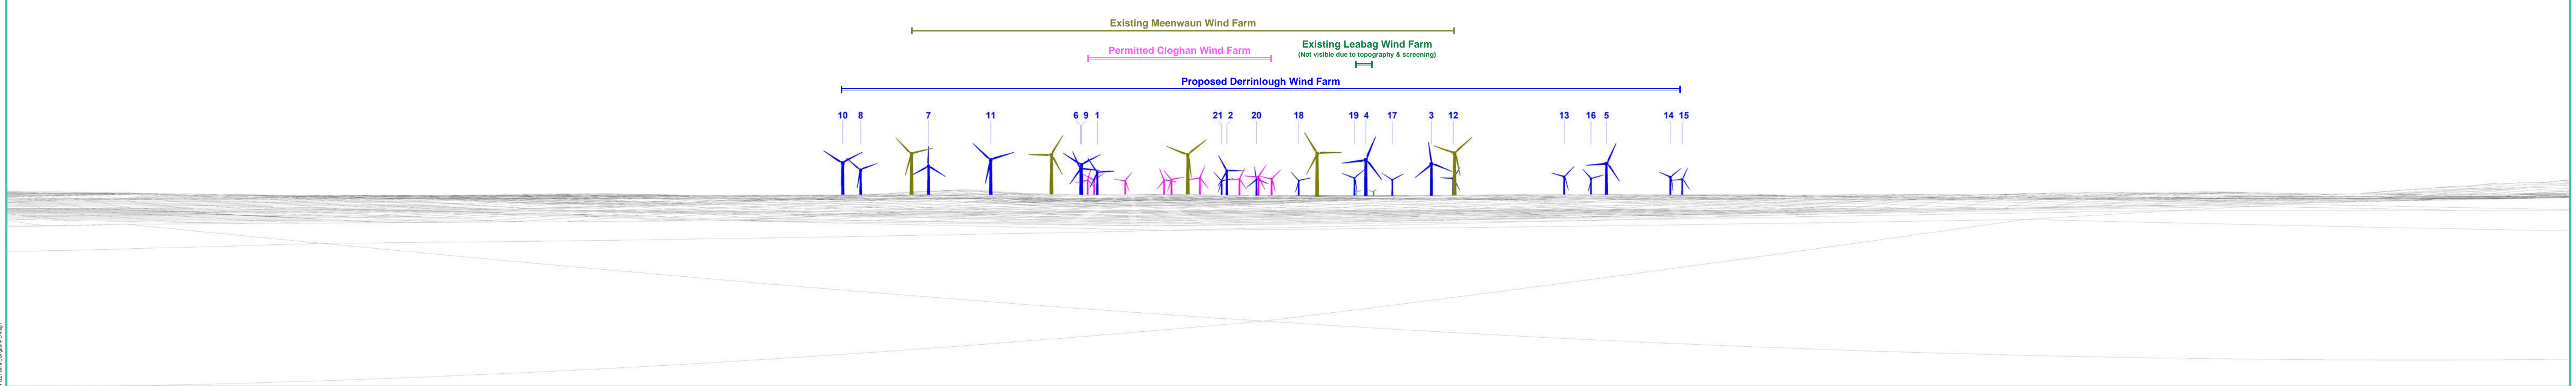 Existing Meenwaun Wind Farm
Permitted Cloghan Wind Farm
Existing Leabag Wind Farm
(Not visible due to topography & screening)
Proposed Derrinlough Wind Farm
10 8 7 11 6 9 1 21 2 20 18 19 4 17 3 12 13 16 5 14 15